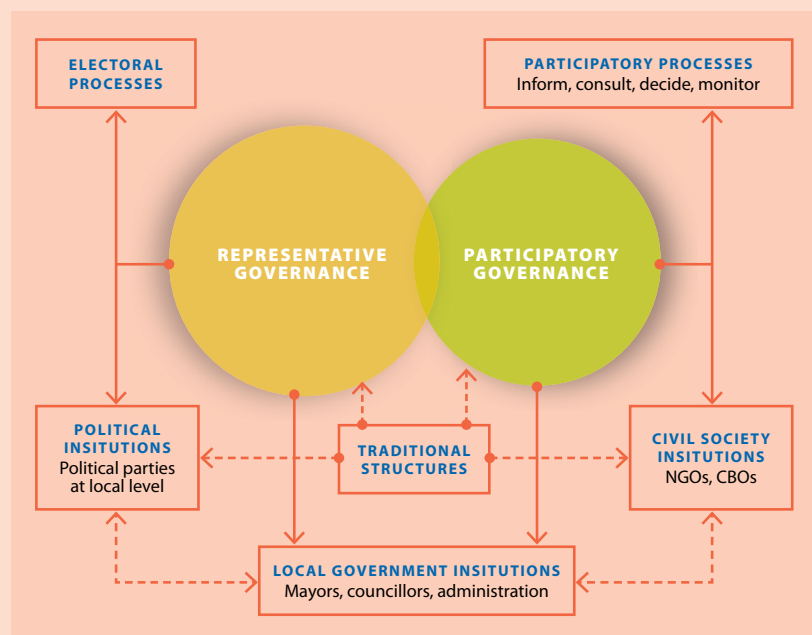 ELECTORAL
PROCESSES
PARTICIPATORY PROCESSES
Inform, consult, decide, monitor
REPRESENTATIVE
GOVERNANCE
PARTICIPATORY
GOVERNANCE
POLITICAL
INSITUTIONS
Political parties
at local level
TRADITIONAL
STRUCTURES
CIVIL SOCIETY
INSITUTIONS
NGOs, CBOs
LOCAL GOVERNMENT INSITUTIONS
Mayors, councillors, administration